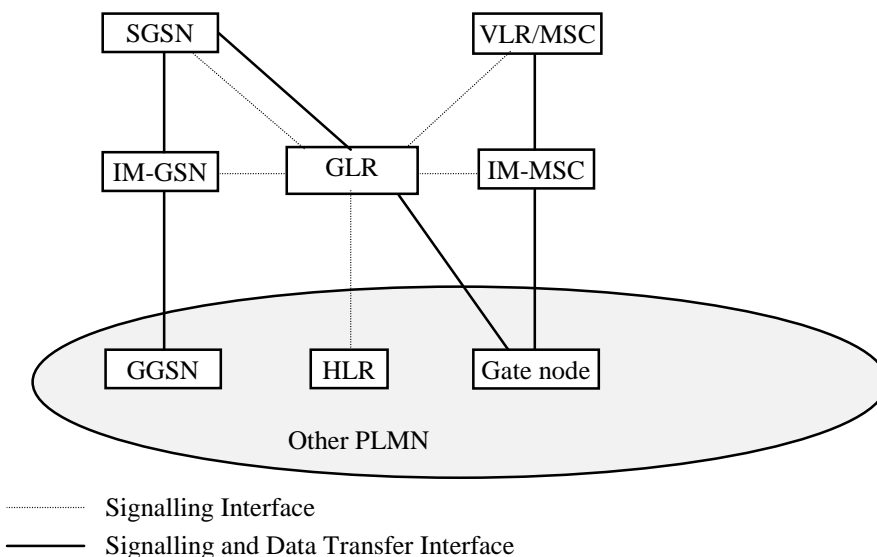 SGSN
VLR/MSC
IM-GSN
GLR
IM-MSC
GGSN
HLR
Gate node
Other PLMN
Signalling Interface
Signalling and Data Transfer Interface